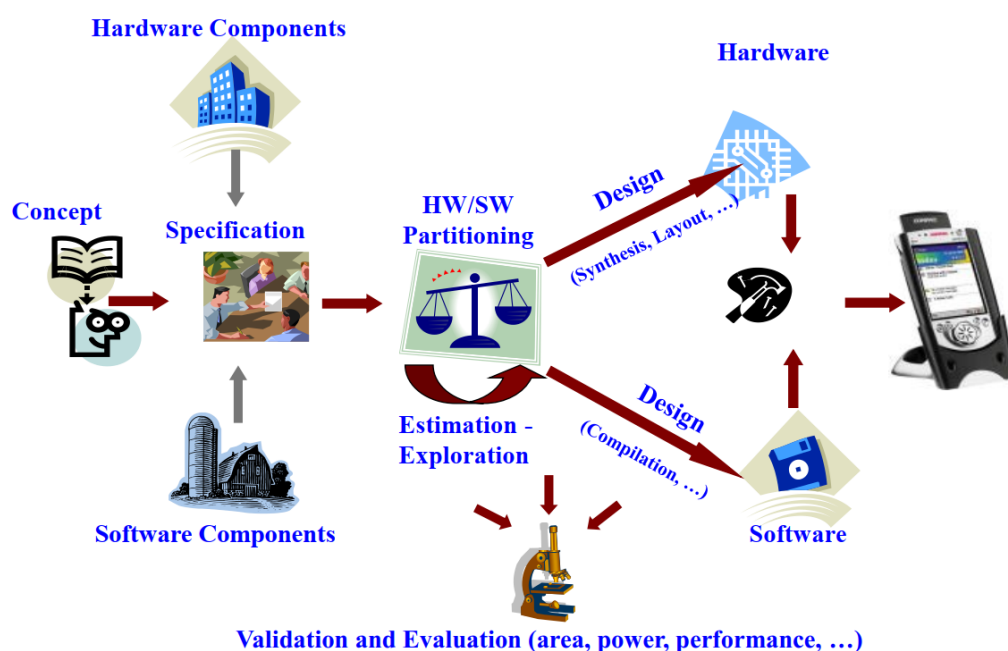 Hardware Components
Hardware
Concept
Specification
HW/SW
Partitioning
Design
(Synthesis, Layout, …)
Estimation -
Exploration
Design
(Compilation, …)
Software Components
Software
Validation and Evaluation (area, power, performance, …)